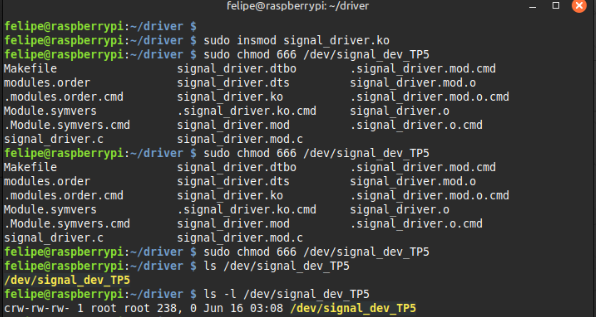 felipe@raspberrypi: ~/driver
felipe@raspberrypi:~/driver $
felipe@raspberrypi:~/driver $ sudo insmod signal_driver.ko
felipe@raspberrypi:~/driver $ sudo chmod 666 /dev/signal_dev_TP5
Makefile signal_driver.dtbo .signal_driver.mod.cmd
modules.order signal_driver.dts signal_driver.mod.o
.modules.order.cmd signal_driver.ko .signal_driver.mod.o.cmd
Module.symvers .signal_driver.ko.cmd signal_driver.o
.Module.symvers.cmd signal_driver.mod .signal_driver.o.cmd
signal_driver.c signal_driver.mod.c
felipe@raspberrypi:~/driver $ sudo chmod 666 /dev/signal_dev_TP5
Makefile signal_driver.dtbo .signal_driver.mod.cmd
modules.order signal_driver.dts signal_driver.mod.o
.modules.order.cmd signal_driver.ko .signal_driver.mod.o.cmd
Module.symvers .signal_driver.ko.cmd signal_driver.o
.Module.symvers.cmd signal_driver.mod .signal_driver.o.cmd
signal_driver.c signal_driver.mod.c
felipe@raspberrypi:~/driver $ sudo chmod 666 /dev/signal_dev_TP5
felipe@raspberrypi:~/driver $ ls /dev/signal_dev_TP5
/dev/signal_dev_TP5
felipe@raspberrypi:~/driver $ ls -l /dev/signal_dev_TP5
crw-rw-rw- 1 root root 238, 0 Jun 16 03:08 /dev/signal_dev_TP5